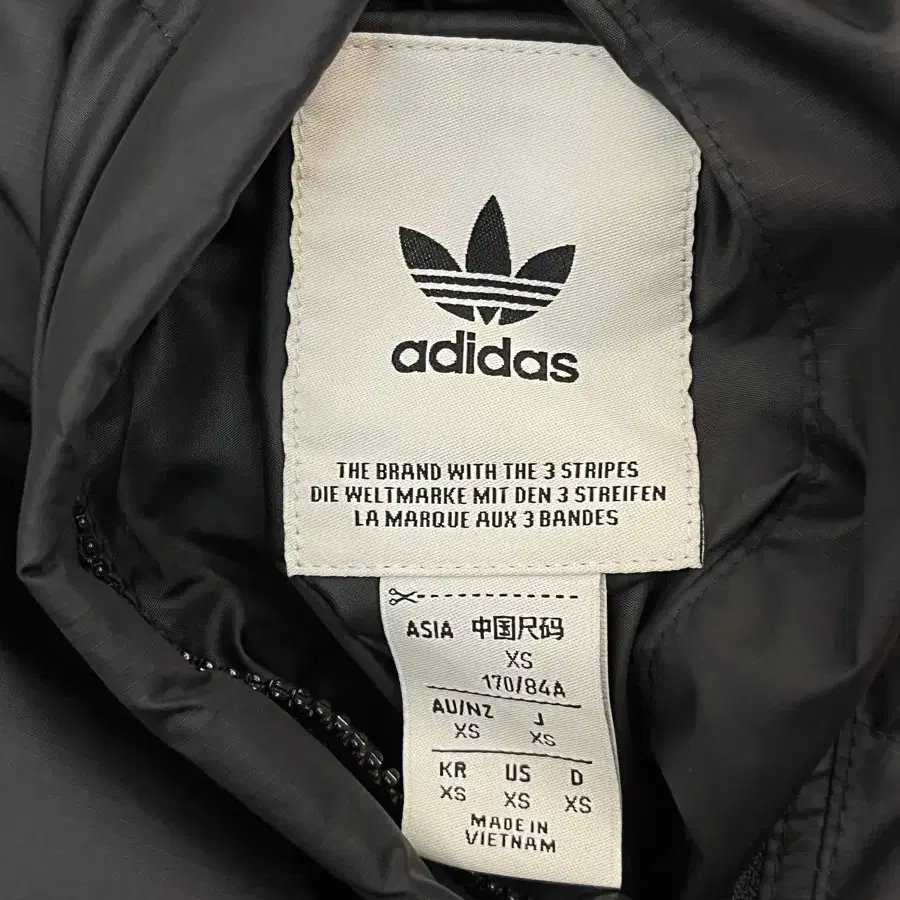 adidas
THE BRAND WITH THE 3 STRIPES
DIE WELTMARKE MIT DEN 3 STREIFEN
LA MARQUE AUX 3 BANDES
ASIA 中国尺码
XS
170/84A
AU/NZ J
XS XS
KR US D
XS XS XS
MADE IN
VIETNAM